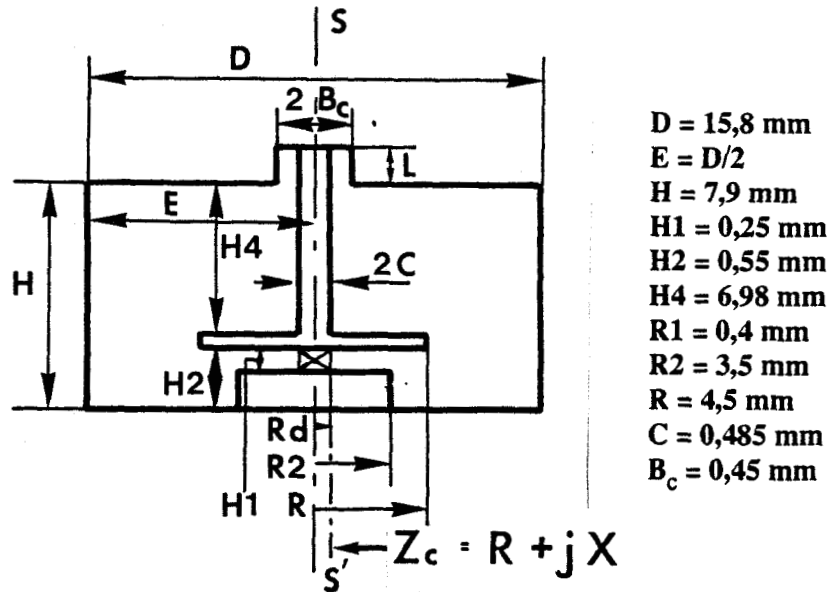 S
D
2 Bc
L
E
H4
H
2C
H2
Rd
R2
H1
R
Zc = R + j X
S'
D = 15,8 mm
E = D/2
H = 7,9 mm
H1 = 0,25 mm
H2 = 0,55 mm
H4 = 6,98 mm
R1 = 0,4 mm
R2 = 3,5 mm
R = 4,5 mm
C = 0,485 mm
Bc = 0,45 mm